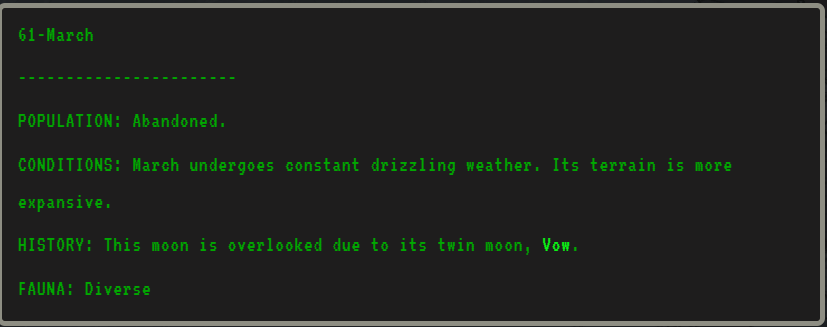 61-March
-----------------------
POPULATION: Abandoned.
CONDITIONS: March undergoes constant drizzling weather. Its terrain is more
expansive.
HISTORY: This moon is overlooked due to its twin moon, Vow.
FAUNA: Diverse